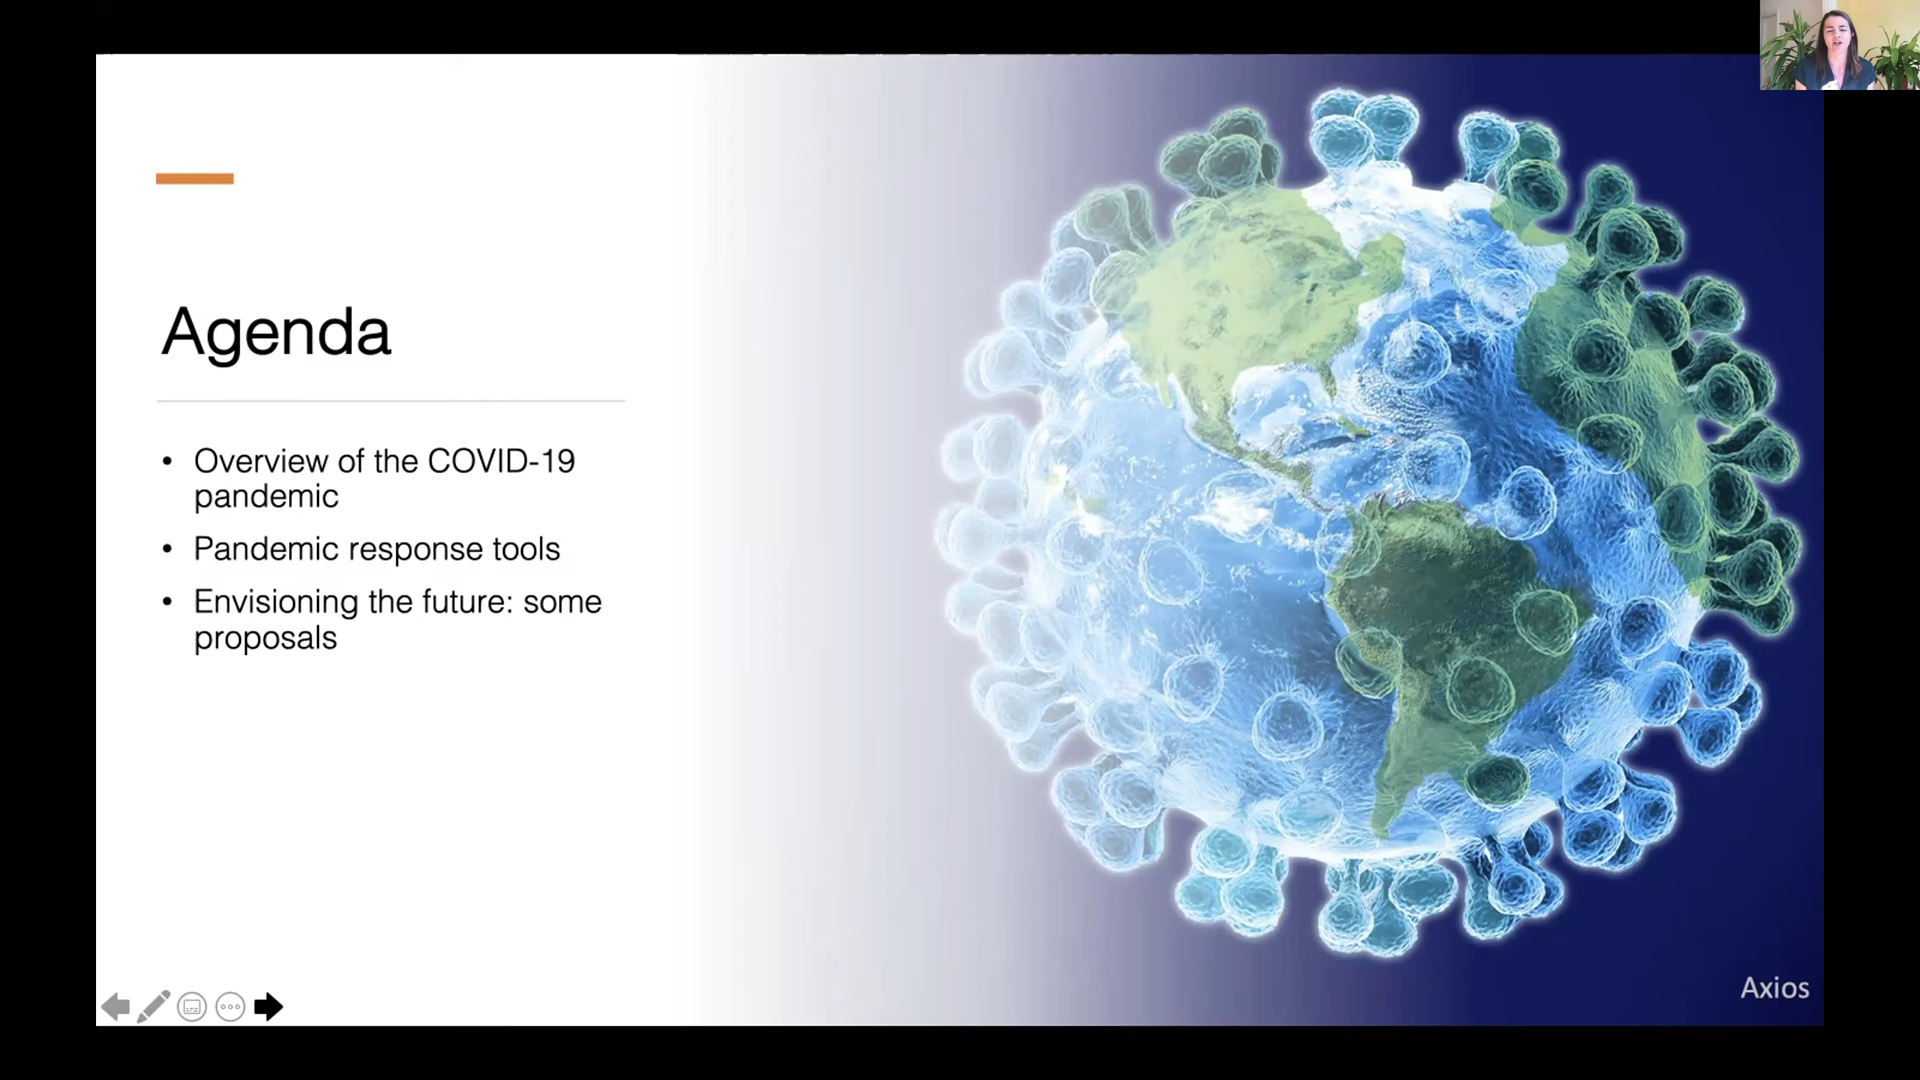 Agenda
• Overview of the COVID-19
pandemic
• Pandemic response tools
• Envisioning the future: some
proposals
Axios